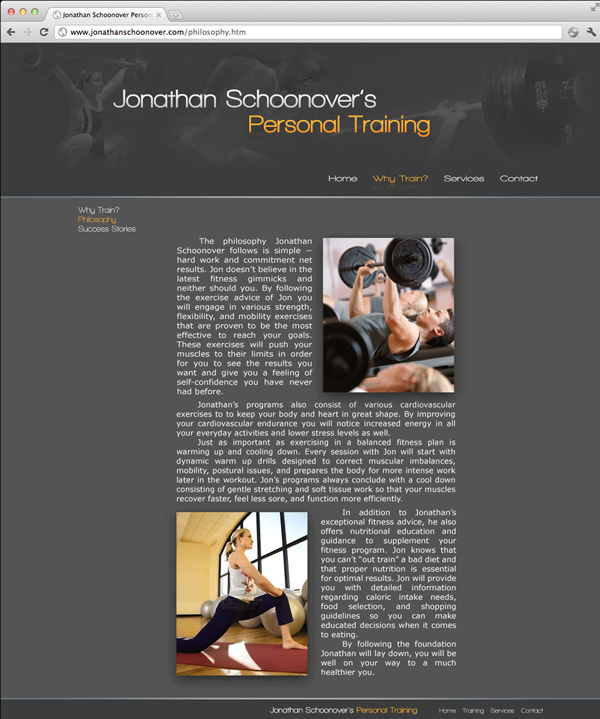 Jonathan Schoonover Person
www.jonathanschoonover.com/philosophy.htm
Jonathan Schoonover's
Personal Training
Home Why Train? Services Contact
Why Train?
Philosophy
Success Stories
The philosophy Jonathan
Schoonover follows is simple –
hard work and commitment net
results. Jon doesn't believe in the
latest fitness gimmicks and
neither should you. By following
the exercise advice of Jon you
will engage in various strength,
flexibility, and mobility exercises
that are proven to be the most
effective to reach your goals.
These exercises will push your
muscles to their limits in order
for you to see the results you
want and give you a feeling of
self-confidence you have never
had before.
Jonathan's programs also consist of various cardiovascular
exercises to to keep your body and heart in great shape. By improving
your cardiovascular endurance you will notice increased energy in all
your everyday activities and lower stress levels as well.
Just as important as exercising in a balanced fitness plan is
warming up and cooling down. Every session with Jon will start with
dynamic warm up drills designed to correct muscular imbalances,
mobility, postural issues, and prepares the body for more intense work
later in the workout. Jon's programs always conclude with a cool down
consisting of gentle stretching and soft tissue work so that your muscles
recover faster, feel less sore, and function more efficiently.
In addition to Jonathan's
exceptional fitness advice, he also
offers nutritional education and
guidance to supplement your
fitness program. Jon knows that
you can't "out train" a bad diet and
that proper nutrition is essential
for optimal results. Jon will provide
you with detailed information
regarding caloric intake needs,
food selection, and shopping
guidelines so you can make
educated decisions when it comes
to eating.
By following the foundation
Jonathan will lay down, you will be
well on your way to a much
healthier you.
Jonathan Schoonover's Personal Training Home Training Services Contact